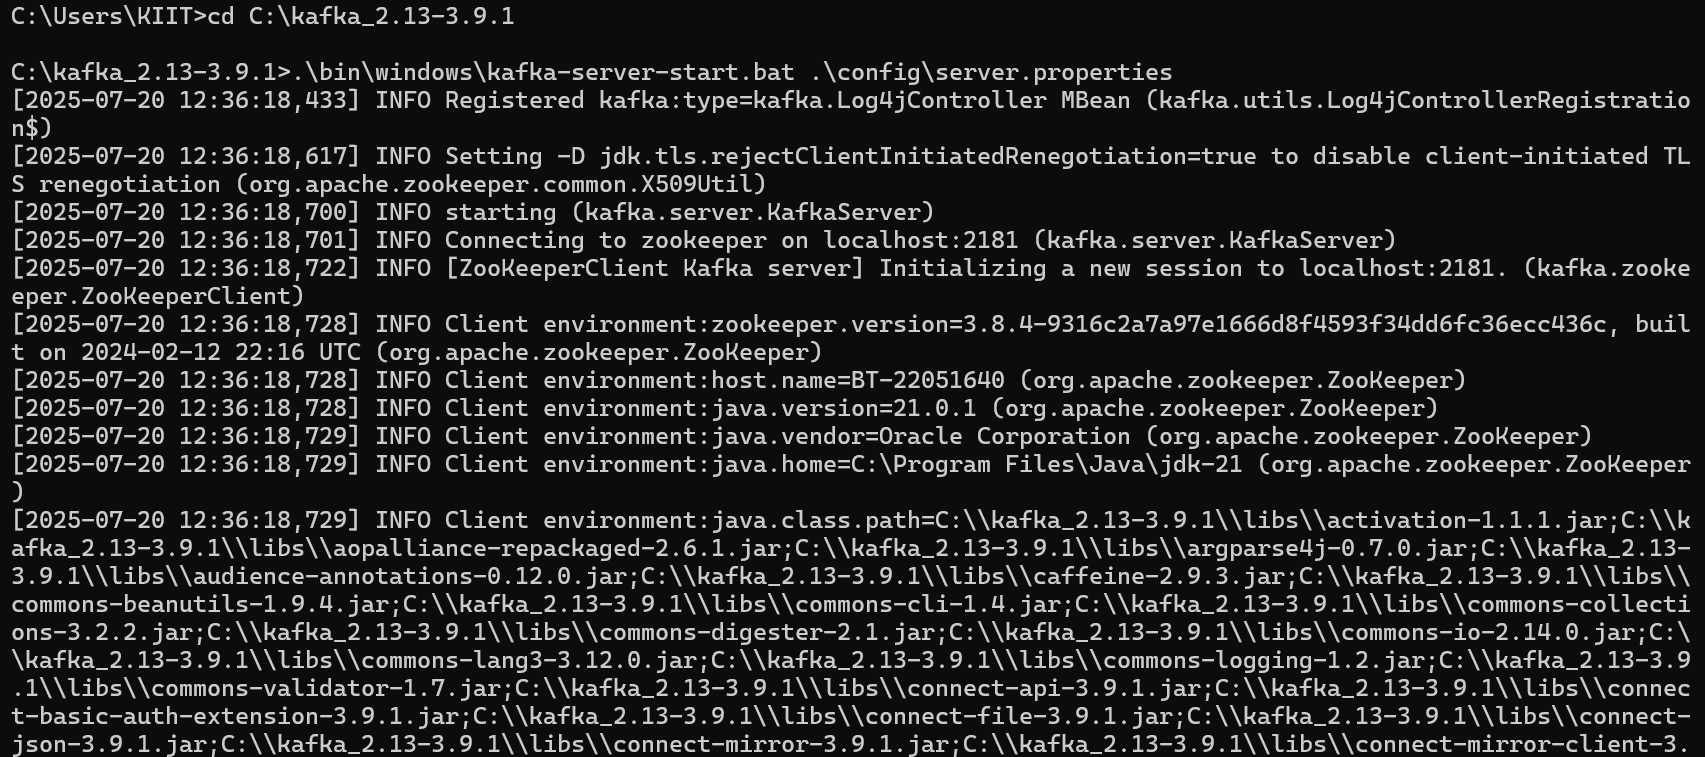 C:\Users\KIIT>cd C:\kafka_2.13-3.9.1
C:\kafka_2.13-3.9.1>.\bin\windows\kafka-server-start.bat .\config\server.properties
[2025-07-20 12:36:18,433] INFO Registered kafka:type=kafka.Log4jController MBean (kafka.utils.Log4jControllerRegistratio
n$)
[2025-07-20 12:36:18,617] INFO Setting -D jdk.tls.rejectClientInitiatedRenegotiation=true to disable client-initiated TL
S renegotiation (org.apache.zookeeper.common.X509Util)
[2025-07-20 12:36:18,700] INFO starting (kafka.server.KafkaServer)
[2025-07-20 12:36:18,701] INFO Connecting to zookeeper on localhost:2181 (kafka.server.KafkaServer)
[2025-07-20 12:36:18,722] INFO [ZooKeeperClient Kafka server] Initializing a new session to localhost:2181. (kafka.zooke
eper.ZooKeeperClient)
[2025-07-20 12:36:18,728] INFO Client environment:zookeeper.version=3.8.4-9316c2a7a97e1666d8f4593f34dd6fc36ecc436c, buil
t on 2024-02-12 22:16 UTC (org.apache.zookeeper.ZooKeeper)
[2025-07-20 12:36:18,728] INFO Client environment:host.name=BT-22051640 (org.apache.zookeeper.ZooKeeper)
[2025-07-20 12:36:18,728] INFO Client environment:java.version=21.0.1 (org.apache.zookeeper.ZooKeeper)
[2025-07-20 12:36:18,729] INFO Client environment:java.vendor=Oracle Corporation (org.apache.zookeeper.ZooKeeper)
[2025-07-20 12:36:18,729] INFO Client environment:java.home=C:\Program Files\Java\jdk-21 (org.apache.zookeeper.ZooKeeper
)
[2025-07-20 12:36:18,729] INFO Client environment:java.class.path=C:\\kafka_2.13-3.9.1\\libs\\activation-1.1.1.jar;C:\\k
afka_2.13-3.9.1\\libs\\aopalliance-repackaged-2.6.1.jar;C:\\kafka_2.13-3.9.1\\libs\\argparse4j-0.7.0.jar;C:\\kafka_2.13-
3.9.1\\libs\\audience-annotations-0.12.0.jar;C:\\kafka_2.13-3.9.1\\libs\\caffeine-2.9.3.jar;C:\\kafka_2.13-3.9.1\\libs\\
commons-beanutils-1.9.4.jar;C:\\kafka_2.13-3.9.1\\libs\\commons-cli-1.4.jar;C:\\kafka_2.13-3.9.1\\libs\\commons-collecti
ons-3.2.2.jar;C:\\kafka_2.13-3.9.1\\libs\\commons-digester-2.1.jar;C:\\kafka_2.13-3.9.1\\libs\\commons-io-2.14.0.jar;C:\
\kafka_2.13-3.9.1\\libs\\commons-lang3-3.12.0.jar;C:\\kafka_2.13-3.9.1\\libs\\commons-logging-1.2.jar;C:\\kafka_2.13-3.9
.1\\libs\\commons-validator-1.7.jar;C:\\kafka_2.13-3.9.1\\libs\\connect-api-3.9.1.jar;C:\\kafka_2.13-3.9.1\\libs\\connec
t-basic-auth-extension-3.9.1.jar;C:\\kafka_2.13-3.9.1\\libs\\connect-file-3.9.1.jar;C:\\kafka_2.13-3.9.1\\libs\\connect-
json-3.9.1.jar;C:\\kafka_2.13-3.9.1\\libs\\connect-mirror-3.9.1.jar;C:\\kafka_2.13-3.9.1\\libs\\connect-mirror-client-3.